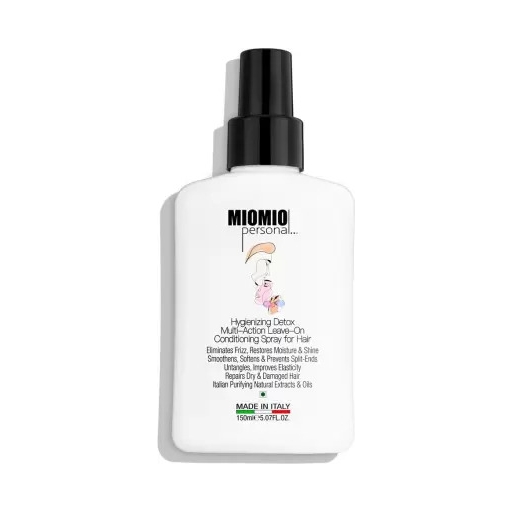 MIOMIO
personal...
Hygienizing Detox
Multi-Action Leave-On
Conditioning Spray for Hair
Eliminates Frizz, Restores Moisture & Shine
Smoothens, Softens & Prevents Split-Ends
Untangles, Improves Elasticity
Repairs Dry & Damaged Hair
Italian Purifying Natural Extracts & Oils
MADE IN ITALY
150ml℮5.07FL.OZ.